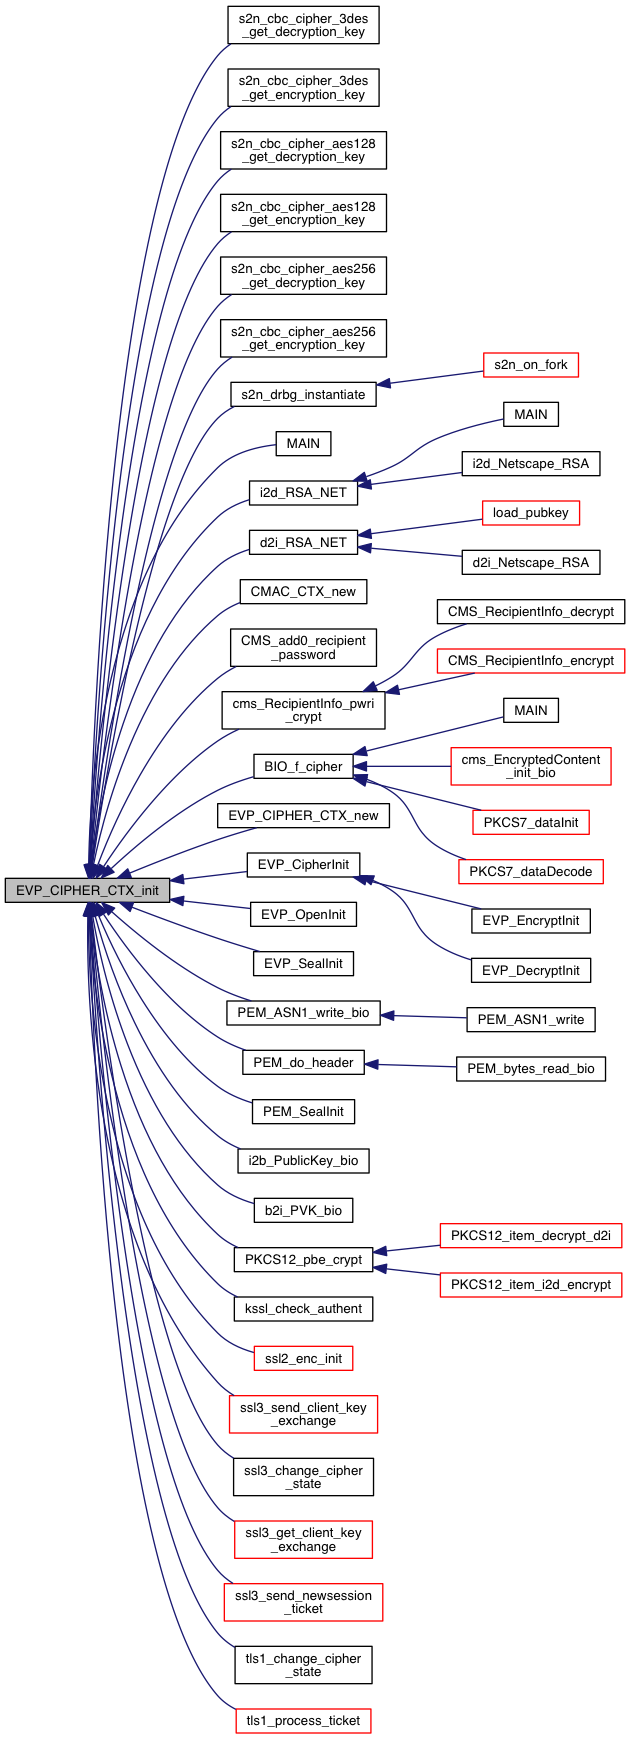 s2n_cbc_cipher_3des
_get_decryption_key
s2n_cbc_cipher_3des
_get_encryption_key
s2n_cbc_cipher_aes128
_get_decryption_key
s2n_cbc_cipher_aes128
_get_encryption_key
s2n_cbc_cipher_aes256
_get_decryption_key
s2n_cbc_cipher_aes256
_get_encryption_key
s2n_drbg_instantiate
s2n_on_fork
MAIN
i2d_RSA_NET
MAIN
i2d_Netscape_RSA
d2i_RSA_NET
load_pubkey
d2i_Netscape_RSA
CMAC_CTX_new
CMS_add0_recipient
_password
cms_RecipientInfo_pwri
_crypt
CMS_RecipientInfo_decrypt
CMS_RecipientInfo_encrypt
BIO_f_cipher
MAIN
cms_EncryptedContent
_init_bio
PKCS7_dataInit
PKCS7_dataDecode
EVP_CIPHER_CTX_new
EVP_CIPHER_CTX_init
EVP_CipherInit
EVP_EncryptInit
EVP_DecryptInit
EVP_OpenInit
EVP_SealInit
PEM_ASN1_write_bio
PEM_ASN1_write
PEM_do_header
PEM_bytes_read_bio
PEM_SealInit
i2b_PublicKey_bio
b2i_PVK_bio
PKCS12_pbe_crypt
PKCS12_item_decrypt_d2i
PKCS12_item_i2d_encrypt
kssl_check_authent
ssl2_enc_init
ssl3_send_client_key
_exchange
ssl3_change_cipher
_state
ssl3_get_client_key
_exchange
ssl3_send_newsession
_ticket
tls1_change_cipher
_state
tls1_process_ticket